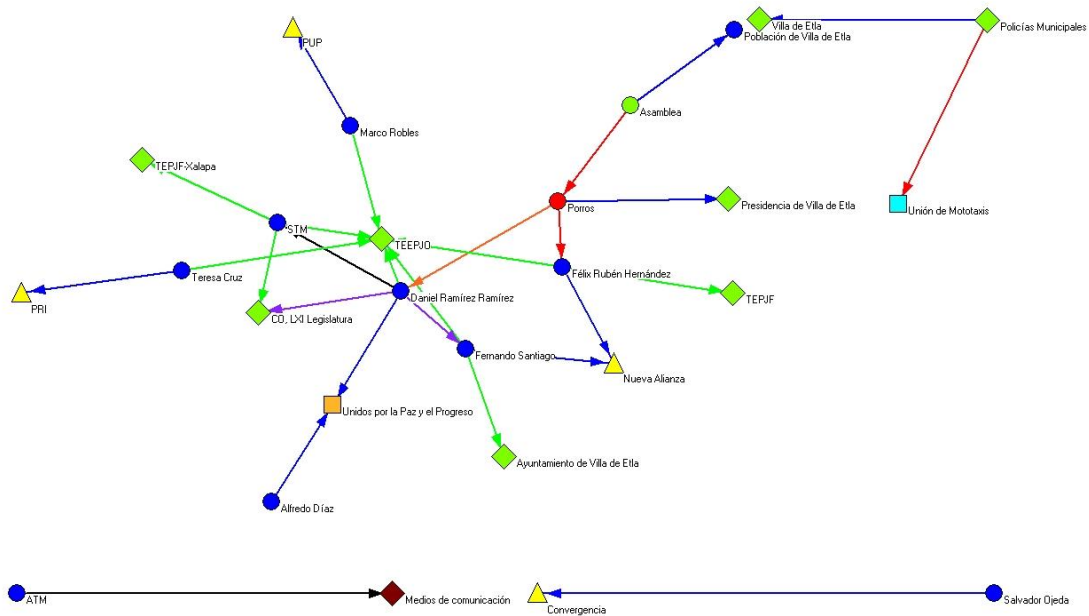 Villa de Etla
Policías Municipales
Población de Villa de Etla
PUP
Asamblea
Marco Robles
TEPJF-Xalapa
Porros
Presidencia de Villa de Etla
Unión de Mototaxis
STM
TEEPJO
Teresa Cruz
Félix Rubén Hernández
PRI
Daniel Ramírez Ramírez
TEPJF
CO, LXI Legislatura
Fernando Santiago
Nueva Alianza
Unidos por la Paz y el Progreso
Ayuntamiento de Villa de Etla
Alfredo Díaz
ATM
Medios de comunicación
Convergencia
Salvador Ojeda